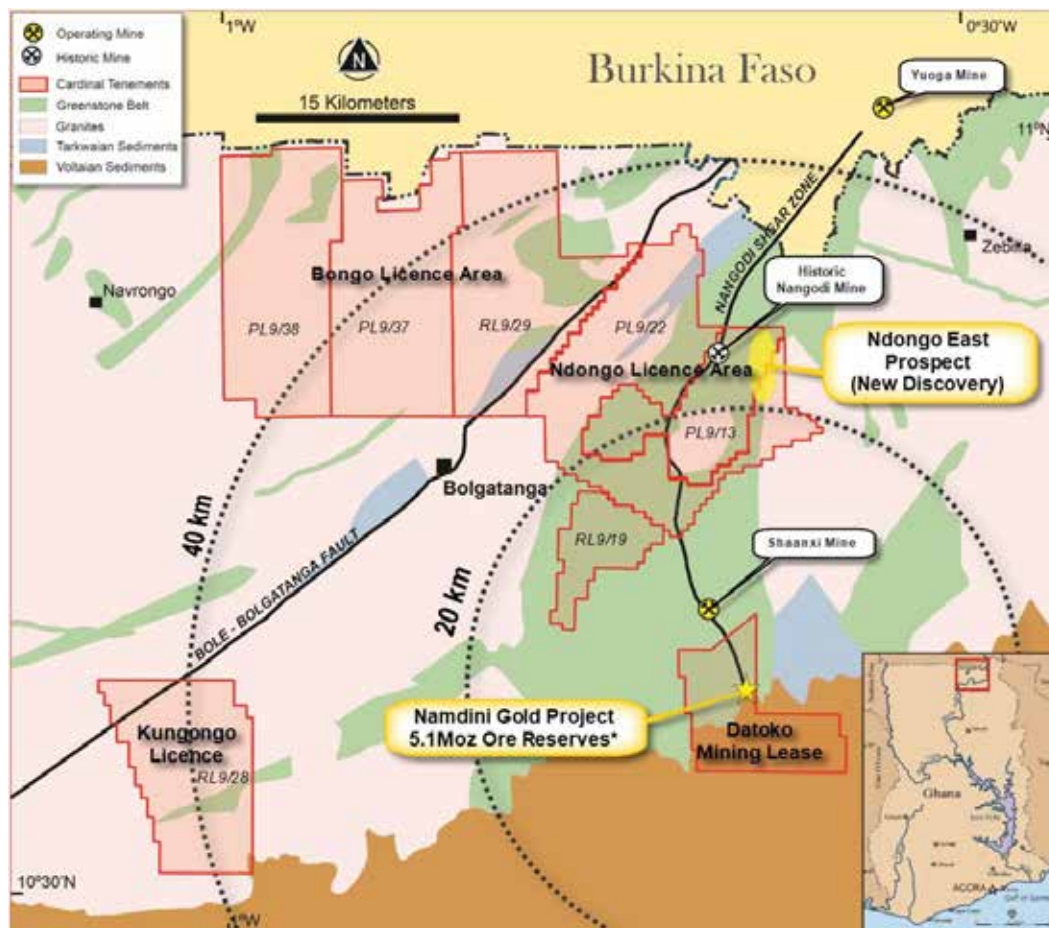 Operating Mine
Historic Mine
Cardinal Tenements
Greenstone Belt
Granites
Tarkwaian Sediments
Voltaian Sediments
1°W
0°30'W
N
15 Kilometers
Burkina Faso
Yuoga Mine
11°N
NANGODI SHEAR ZONE
Zebilla
Historic
Nangodi Mine
Bongo Licence Area
Navrongo
PL9/38
PL9/37
RL9/29
PL9/22
Ndongo Licence Area
Ndongo East
Prospect
(New Discovery)
PL9/13
Bolgatanga
40 km
20 km
RL9/19
Shaanxi Mine
BOLE - BOLGATANGA FAULT
Kungongo
Licence
RL9/28
Namdini Gold Project
5.1Moz Ore Reserves*
Datoko
Mining Lease
Ghana
ACCRA
10°30'N
1°W